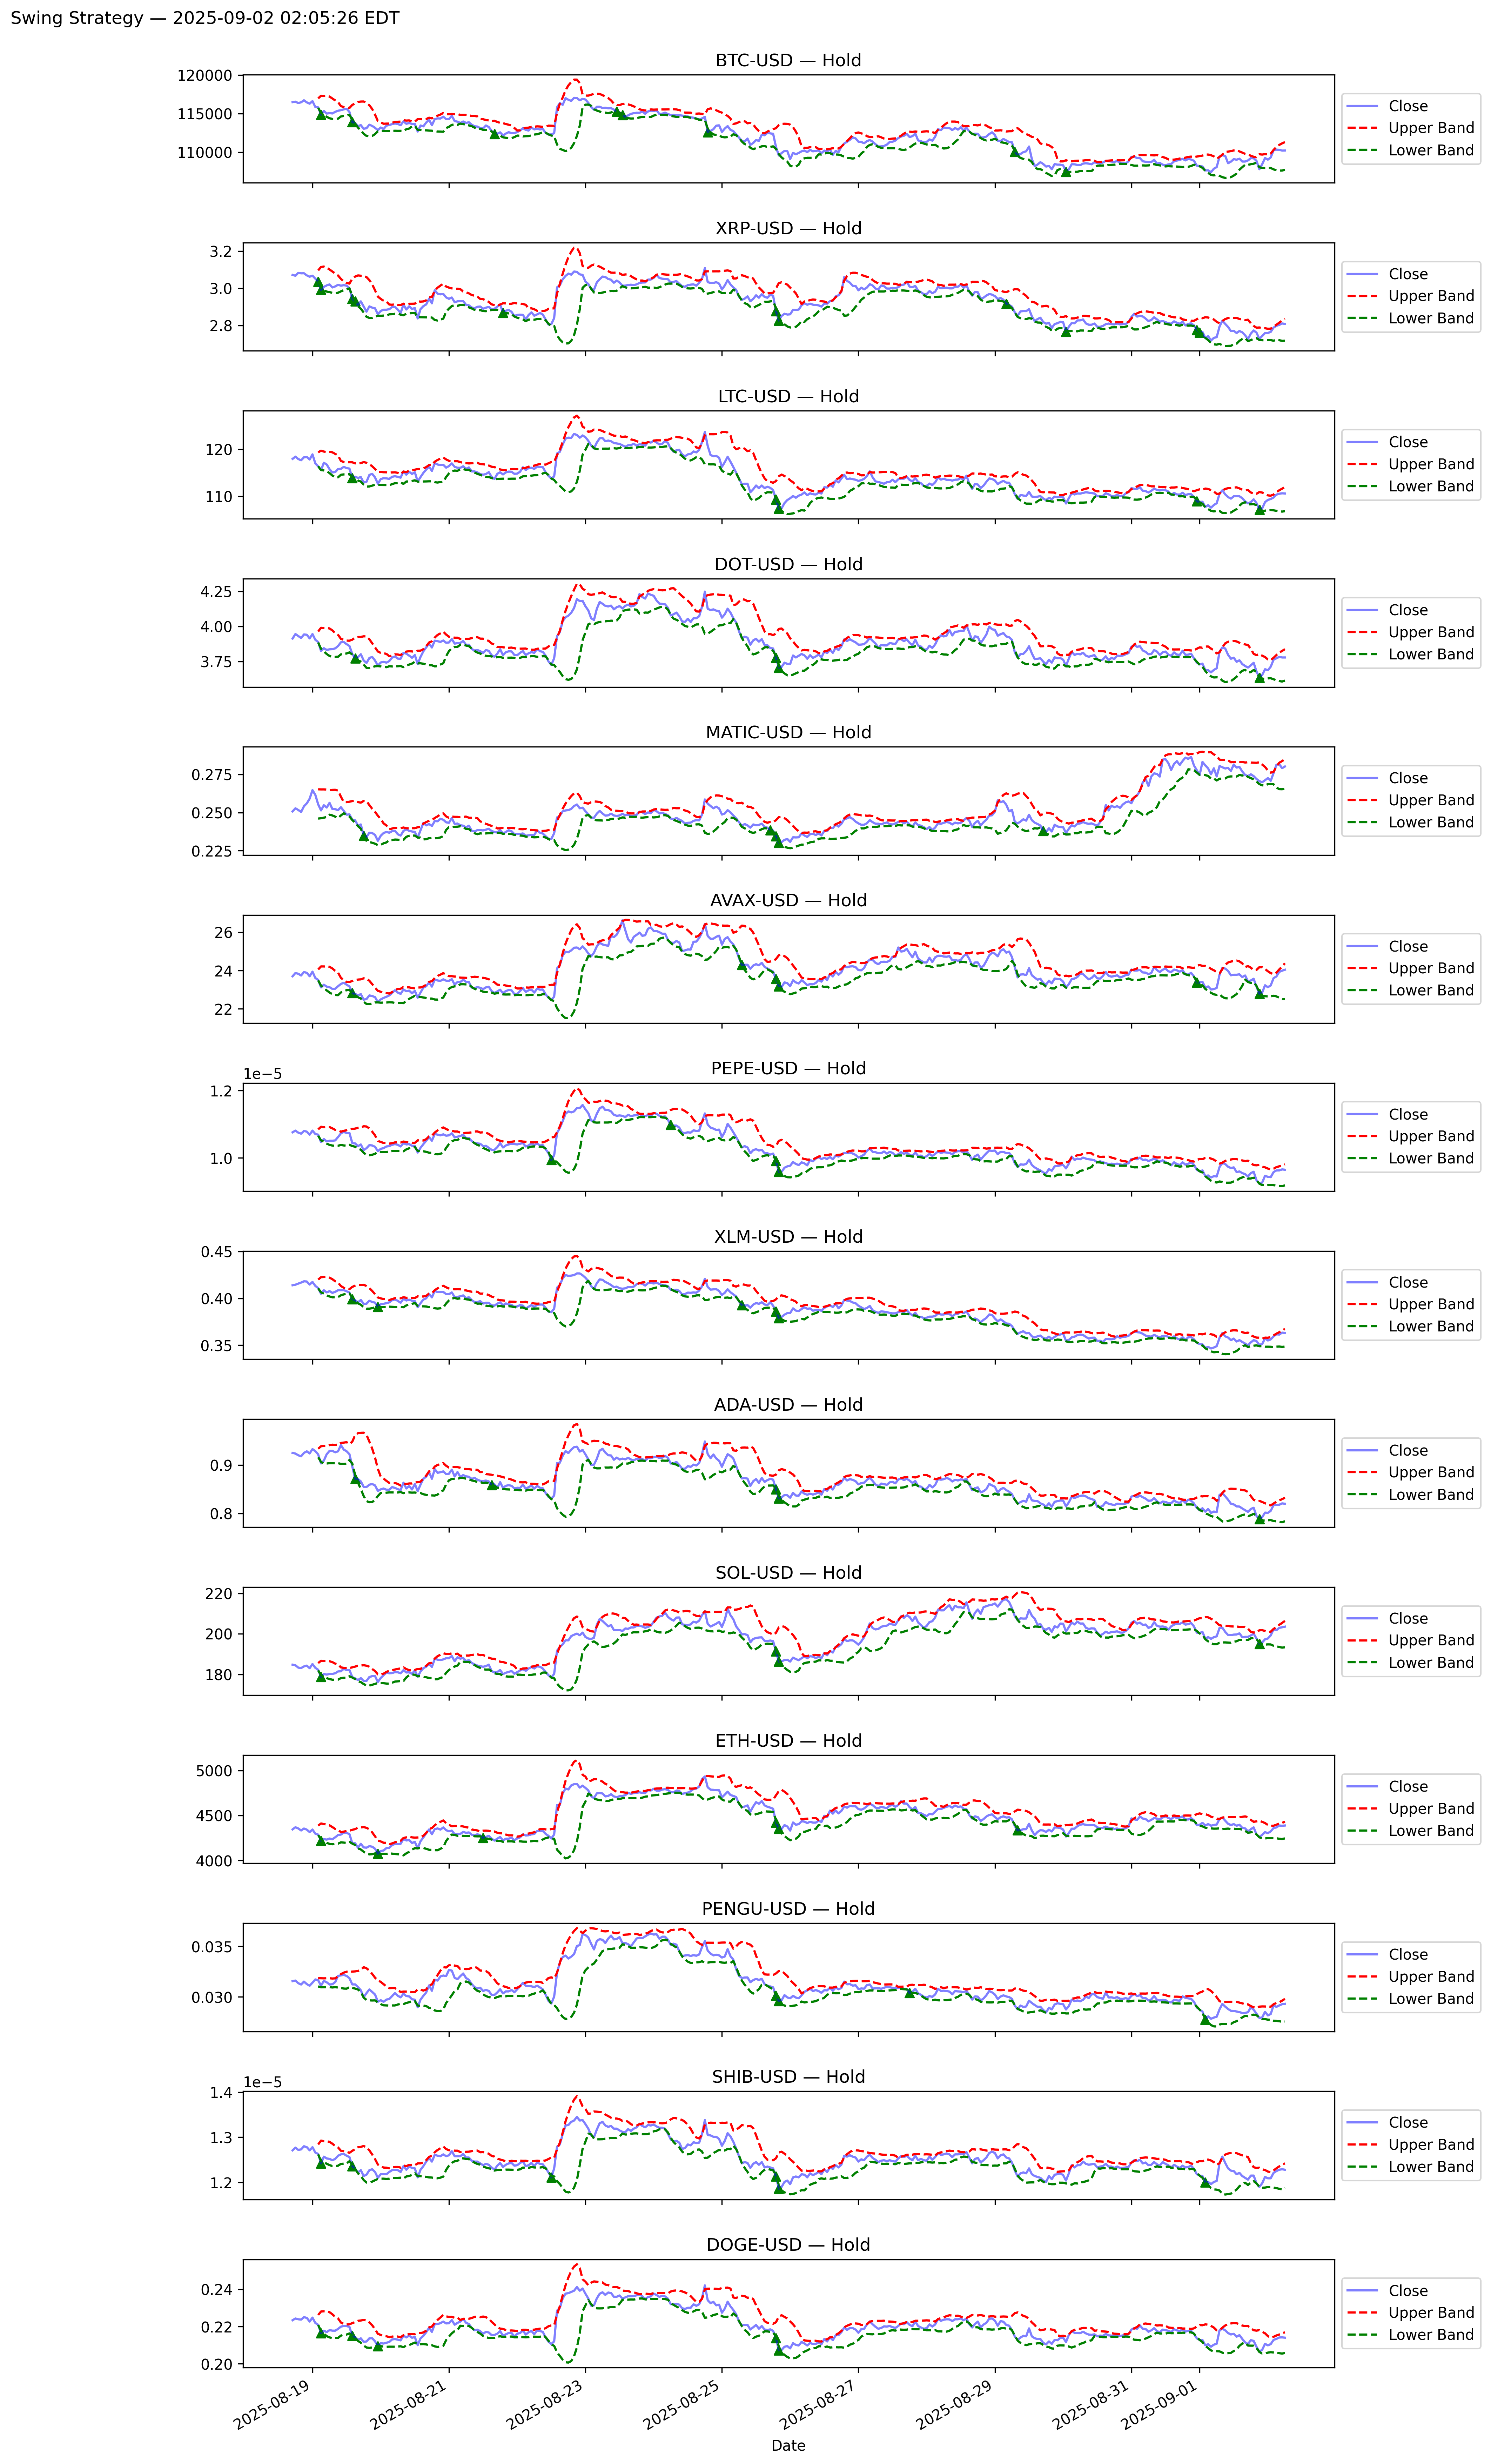 Swing Strategy — 2025-09-02 02:05:26 EDT
BTC-USD — Hold
120000
115000
110000
Close
Upper Band
Lower Band
XRP-USD — Hold
3.2
3.0
2.8
Close
Upper Band
Lower Band
LTC-USD — Hold
120
110
Close
Upper Band
Lower Band
DOT-USD — Hold
4.25
4.00
3.75
Close
Upper Band
Lower Band
MATIC-USD — Hold
0.275
0.250
0.225
Close
Upper Band
Lower Band
AVAX-USD — Hold
26
24
22
Close
Upper Band
Lower Band
PEPE-USD — Hold
1e−5
1.2
1.0
Close
Upper Band
Lower Band
XLM-USD — Hold
0.45
0.40
0.35
Close
Upper Band
Lower Band
ADA-USD — Hold
0.9
0.8
Close
Upper Band
Lower Band
SOL-USD — Hold
220
200
180
Close
Upper Band
Lower Band
ETH-USD — Hold
5000
4500
4000
Close
Upper Band
Lower Band
PENGU-USD — Hold
0.035
0.030
Close
Upper Band
Lower Band
SHIB-USD — Hold
1e−5
1.4
1.3
1.2
Close
Upper Band
Lower Band
DOGE-USD — Hold
0.24
0.22
0.20
Close
Upper Band
Lower Band
2025-08-19
2025-08-21
2025-08-23
2025-08-25
2025-08-27
2025-08-29
2025-08-31
2025-09-01
Date